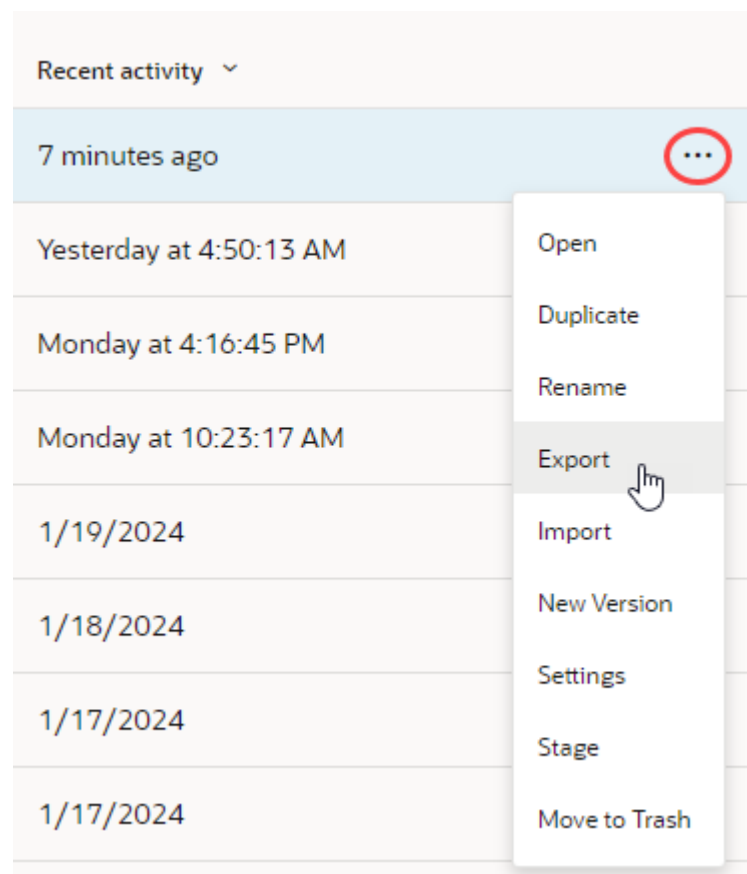 Recent activity
7 minutes ago
...
Open
Yesterday at 4:50:13 AM
Duplicate
Monday at 4:16:45 PM
Rename
Monday at 10:23:17 AM
Export
1/19/2024
Import
1/18/2024
New Version
Settings
1/17/2024
Stage
1/17/2024
Move to Trash